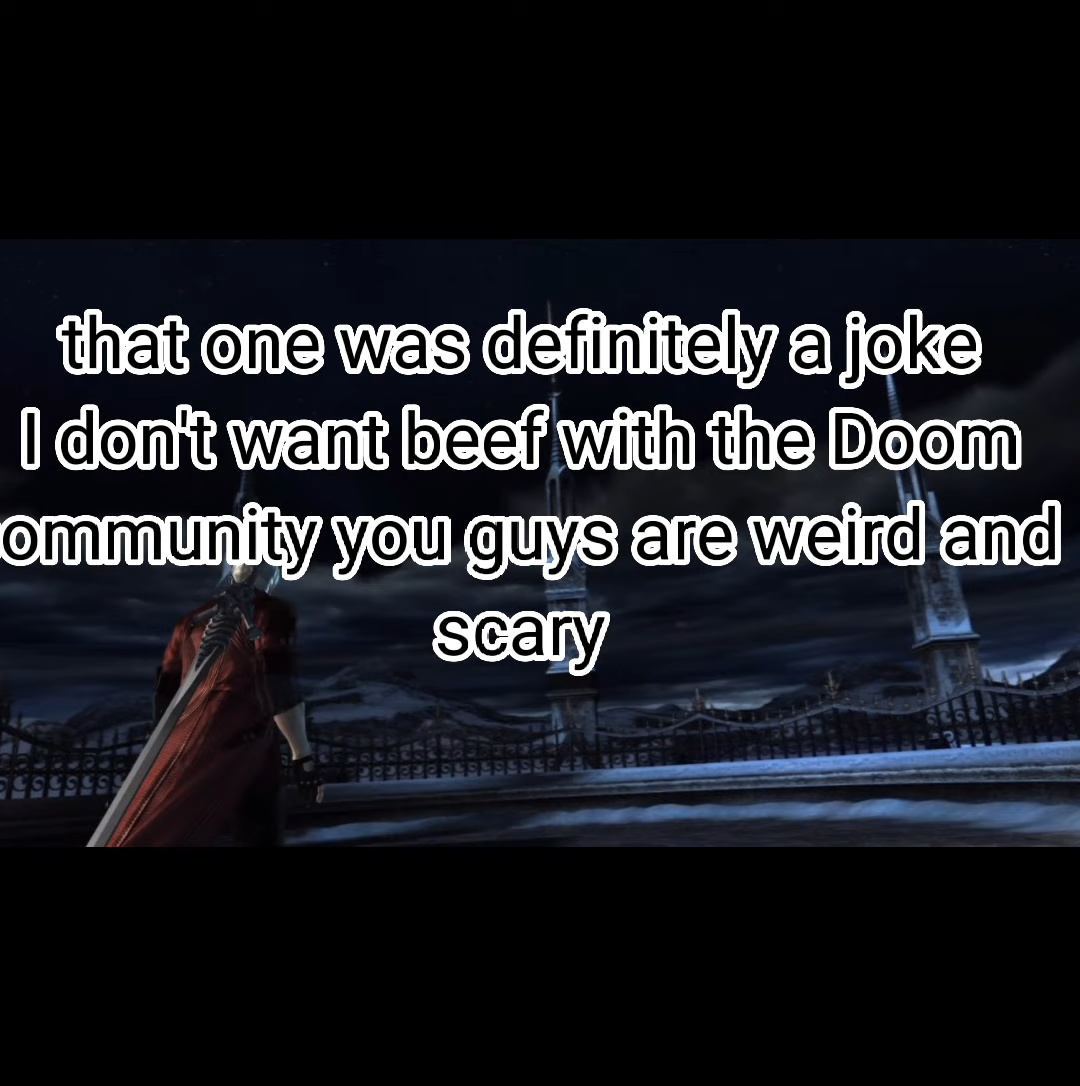 that one was definitely a joke
I don't want beef with the Doom
ommunity you guys are weird and
scary